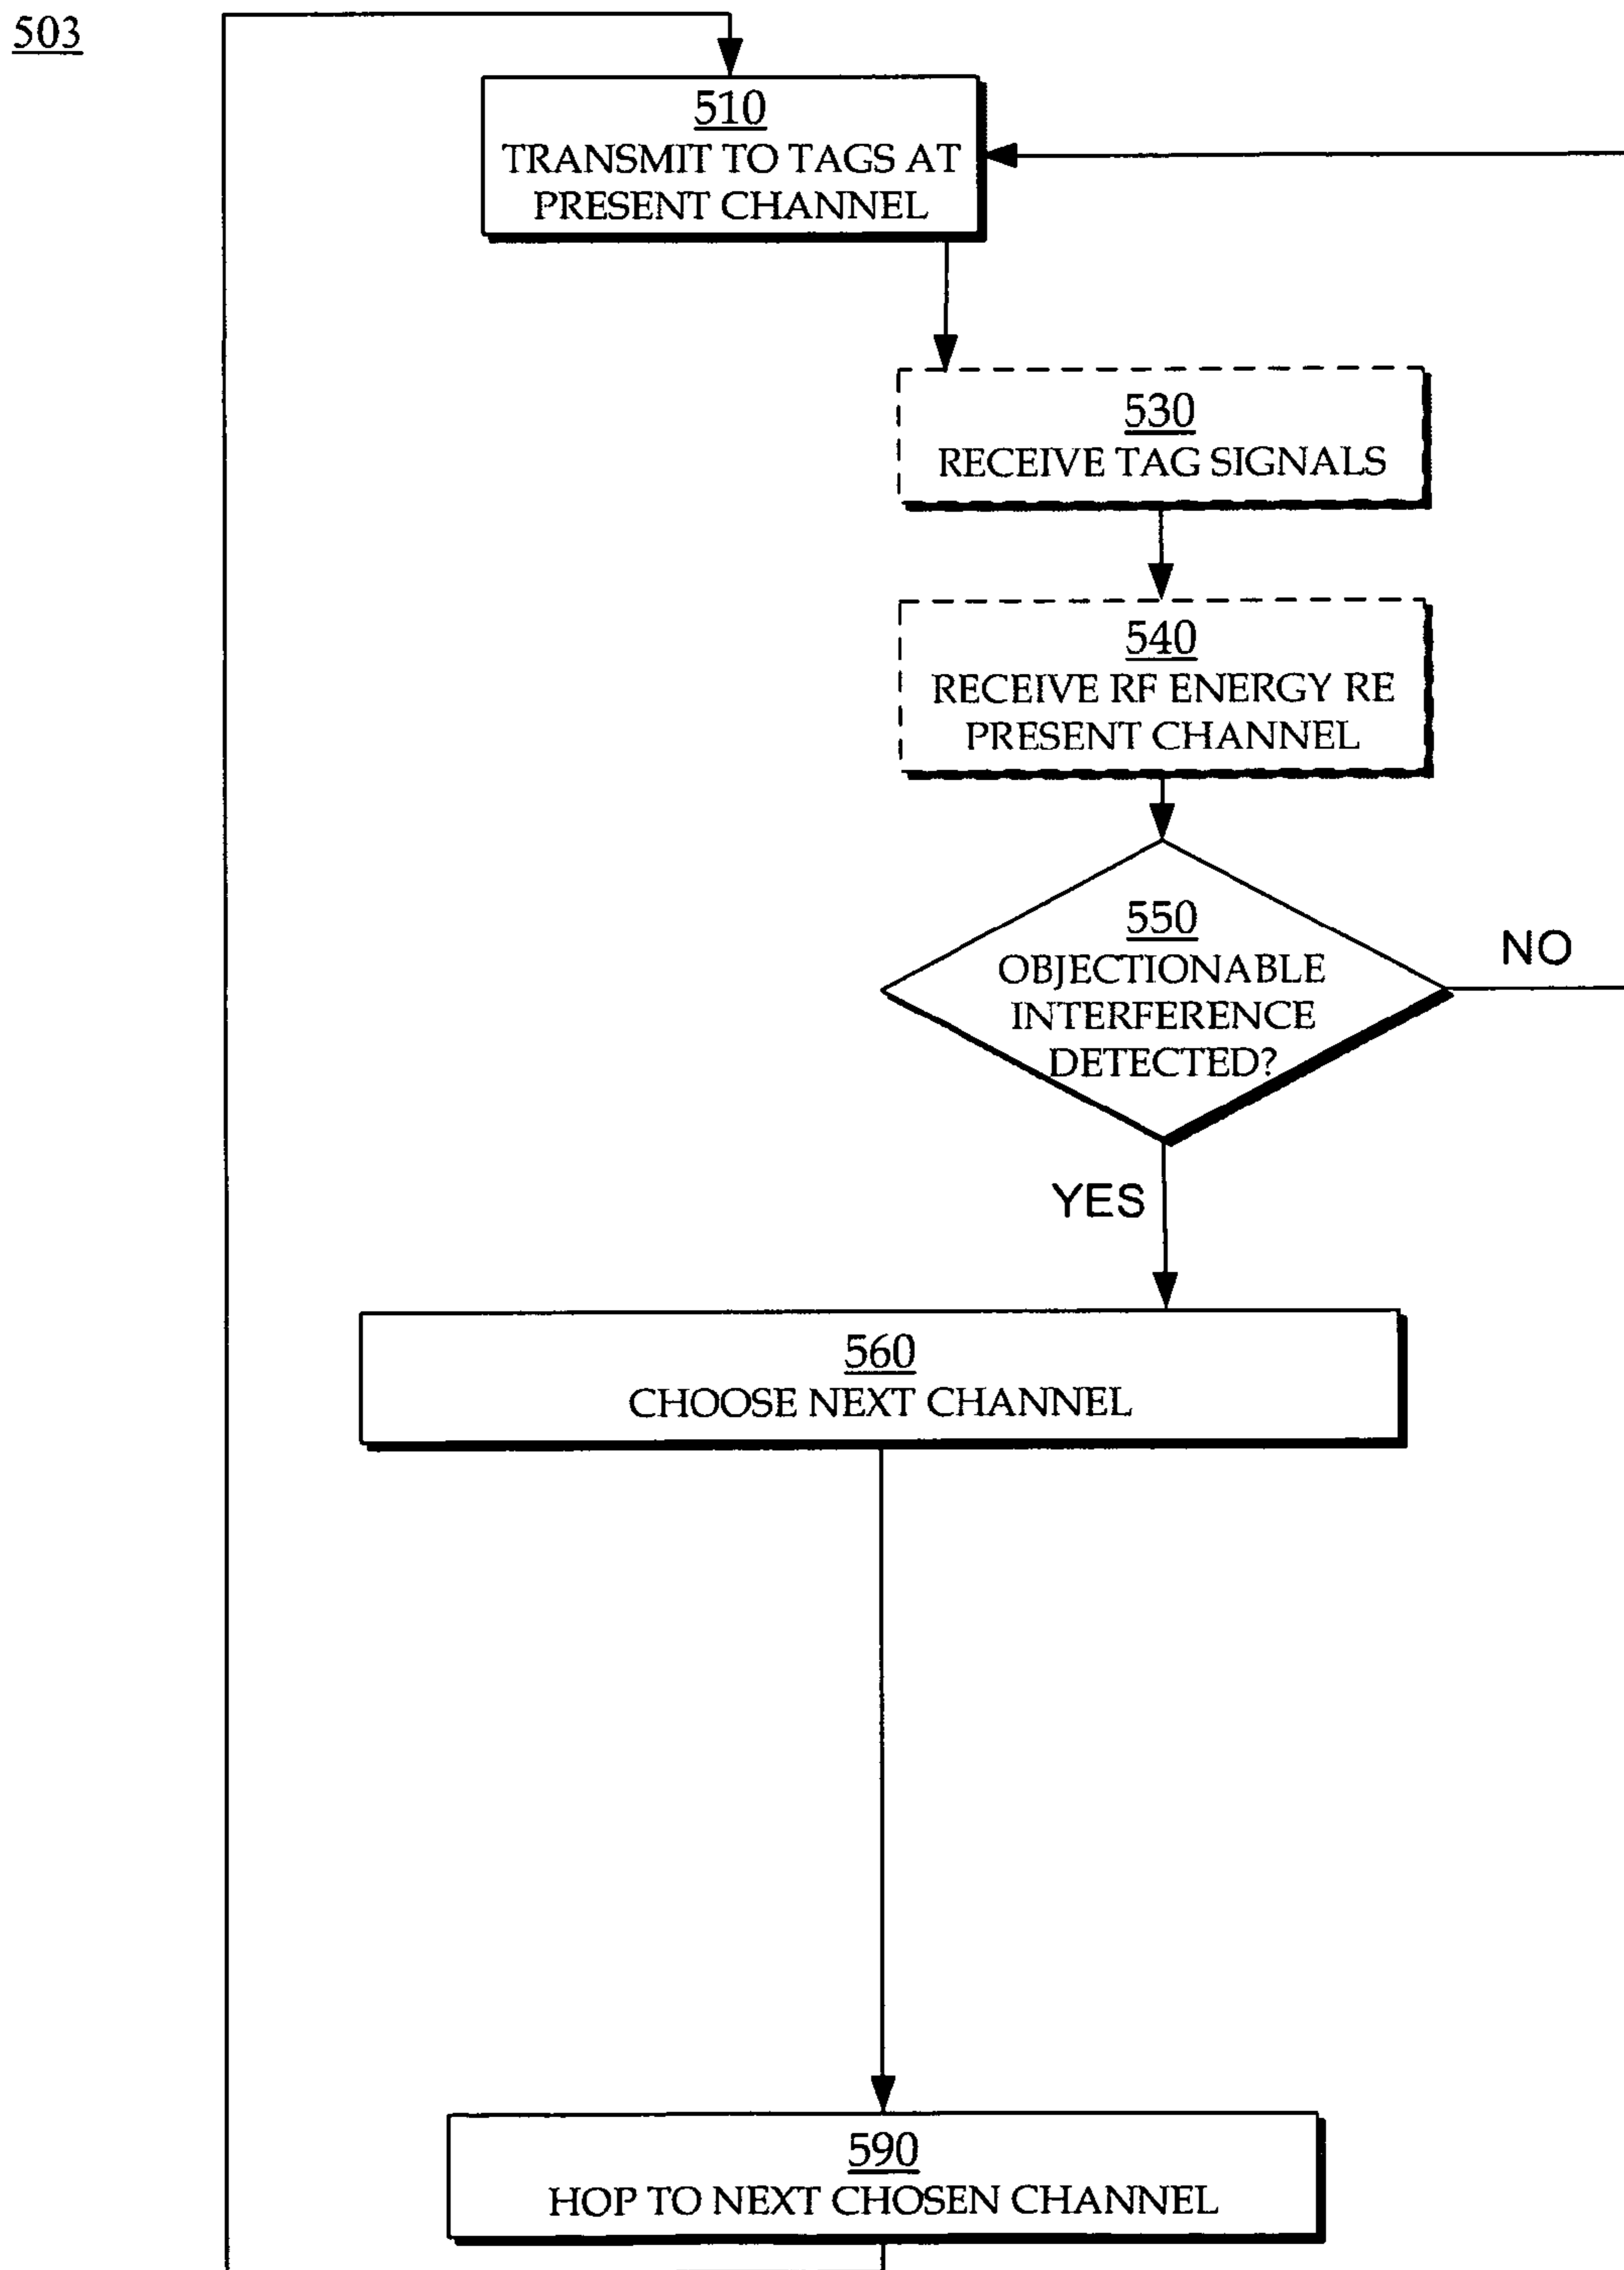 503
510
TRANSMIT TO TAGS AT
PRESENT CHANNEL
530
RECEIVE TAG SIGNALS
540
RECEIVE RF ENERGY RE
PRESENT CHANNEL
550
OBJECTIONABLE
INTERFERENCE
DETECTED?
NO
YES
560
CHOOSE NEXT CHANNEL
590
HOP TO NEXT CHOSEN CHANNEL